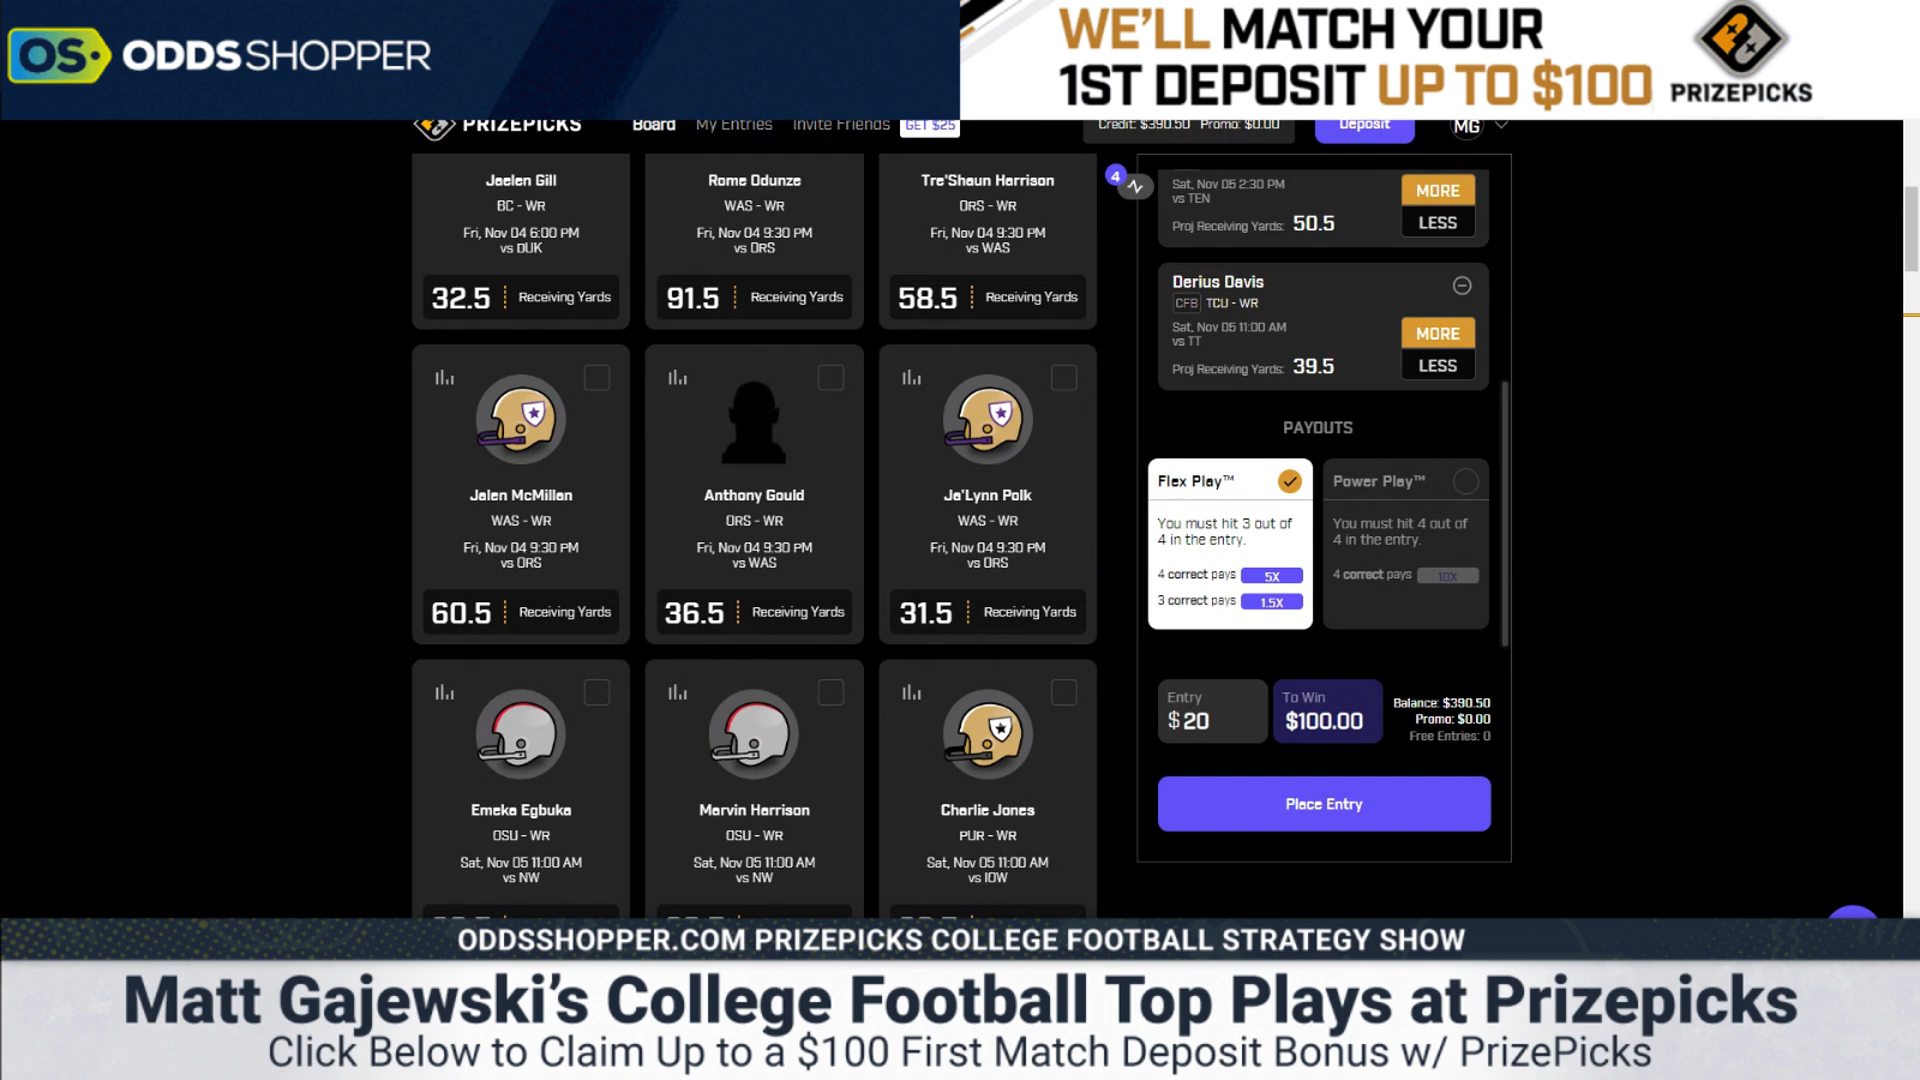 OS. ODDSSHOPPER
WE'LL MATCH YOUR
1ST DEPOSIT UP TO $100
PRIZEPICKS
PRIZEPICKS
Board
My Entries
Invite Friends
GET $25
Credit: $390.50 Promo: $0.00
Deposit
MG
Jaelen Gill
BC - WR
Fri, Nov 04 6:00 PM
vs DUK
32.5 Receiving Yards
Rome Odunze
WAS - WR
Fri, Nov 04 9:30 PM
vs ORS
91.5 Receiving Yards
Tre'Shaun Harrison
ORS - WR
Fri, Nov 04 9:30 PM
vs WAS
58.5 Receiving Yards
Jalen McMillan
WAS - WR
Fri, Nov 04 9:30 PM
vs ORS
60.5 Receiving Yards
Anthony Gould
ORS - WR
Fri, Nov 04 9:30 PM
vs WAS
36.5 Receiving Yards
Ja'Lynn Polk
WAS - WR
Fri, Nov 04 9:30 PM
vs ORS
31.5 Receiving Yards
Emeka Egbuka
OSU - WR
Sat, Nov 05 11:00 AM
vs NW
Marvin Harrison
OSU - WR
Sat, Nov 05 11:00 AM
vs NW
Charlie Jones
PUR - WR
Sat, Nov 05 11:00 AM
vs IOW
4
Sat, Nov 05 2:30 PM
vs TEN
Proj Receiving Yards: 50.5
MORE
LESS
Derius Davis
CFB TCU - WR
Sat, Nov 05 11:00 AM
vs TT
Proj Receiving Yards: 39.5
MORE
LESS
PAYOUTS
Flex Play™
You must hit 3 out of
4 in the entry.
4 correct pays 5X
3 correct pays 1.5X
Power Play™
You must hit 4 out of
4 in the entry.
4 correct pays 10X
Entry
$ 20
To Win
$100.00
Balance: $390.50
Promo: $0.00
Free Entries: 0
Place Entry
ODDSSHOPPER.COM PRIZEPICKS COLLEGE FOOTBALL STRATEGY SHOW
Matt Gajewski's College Football Top Plays at Prizepicks
Click Below to Claim Up to a $100 First Match Deposit Bonus w/ PrizePicks